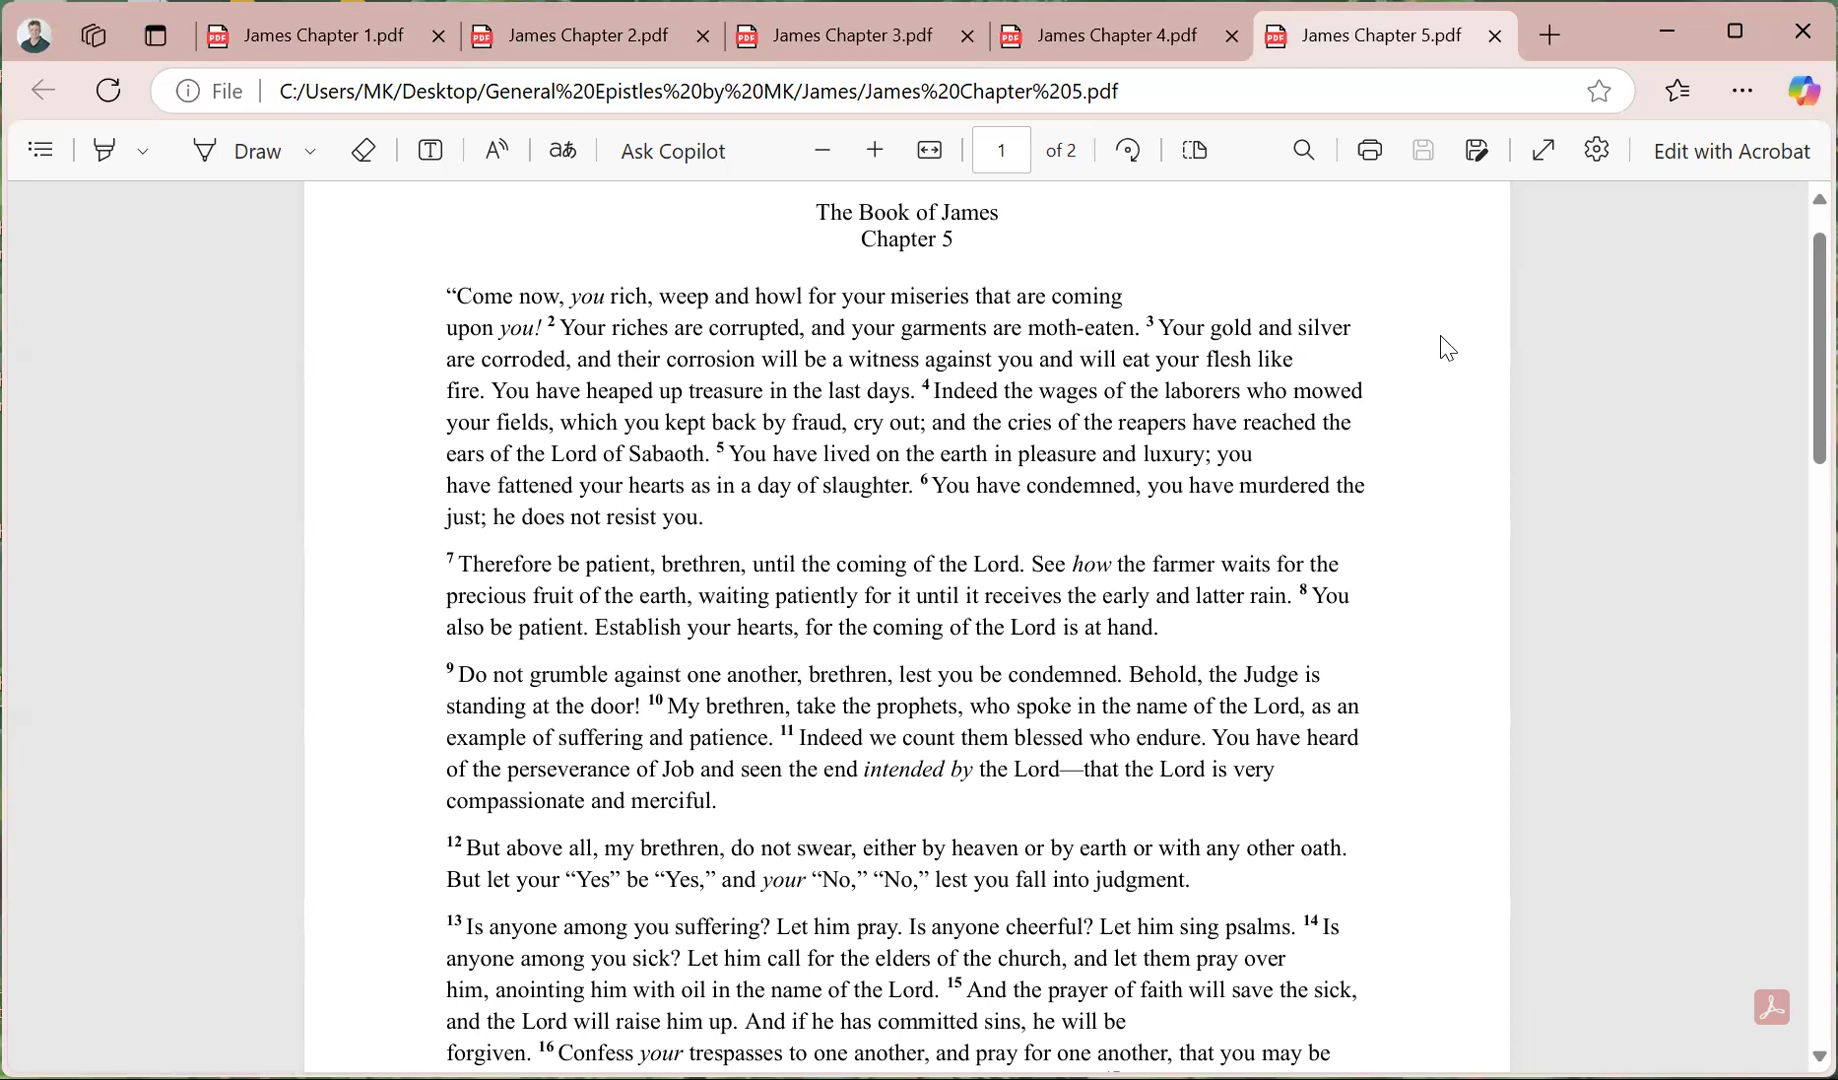 James Chapter 1.pdf
James Chapter 2.pdf
James Chapter 3.pdf
James Chapter 4.pdf
James Chapter 5.pdf
File
C:/Users/MK/Desktop/General%20Epistles%20by%20MK/James/James%20Chapter%205.pdf
Draw
Ask Copilot
1 of 2
Edit with Acrobat
The Book of James
Chapter 5
“Come now, you rich, weep and howl for your miseries that are coming
upon you! 2 Your riches are corrupted, and your garments are moth-eaten. 3 Your gold and silver
are corroded, and their corrosion will be a witness against you and will eat your flesh like
fire. You have heaped up treasure in the last days. 4 Indeed the wages of the laborers who mowed
your fields, which you kept back by fraud, cry out; and the cries of the reapers have reached the
ears of the Lord of Sabaoth. 5 You have lived on the earth in pleasure and luxury; you
have fattened your hearts as in a day of slaughter. 6 You have condemned, you have murdered the
just; he does not resist you.
7 Therefore be patient, brethren, until the coming of the Lord. See how the farmer waits for the
precious fruit of the earth, waiting patiently for it until it receives the early and latter rain. 8 You
also be patient. Establish your hearts, for the coming of the Lord is at hand.
9 Do not grumble against one another, brethren, lest you be condemned. Behold, the Judge is
standing at the door! 10 My brethren, take the prophets, who spoke in the name of the Lord, as an
example of suffering and patience. 11 Indeed we count them blessed who endure. You have heard
of the perseverance of Job and seen the end intended by the Lord—that the Lord is very
compassionate and merciful.
12 But above all, my brethren, do not swear, either by heaven or by earth or with any other oath.
But let your “Yes” be “Yes,” and your “No,” “No,” lest you fall into judgment.
13 Is anyone among you suffering? Let him pray. Is anyone cheerful? Let him sing psalms. 14 Is
anyone among you sick? Let him call for the elders of the church, and let them pray over
him, anointing him with oil in the name of the Lord. 15 And the prayer of faith will save the sick,
and the Lord will raise him up. And if he has committed sins, he will be
forgiven. 16 Confess your trespasses to one another, and pray for one another, that you may be